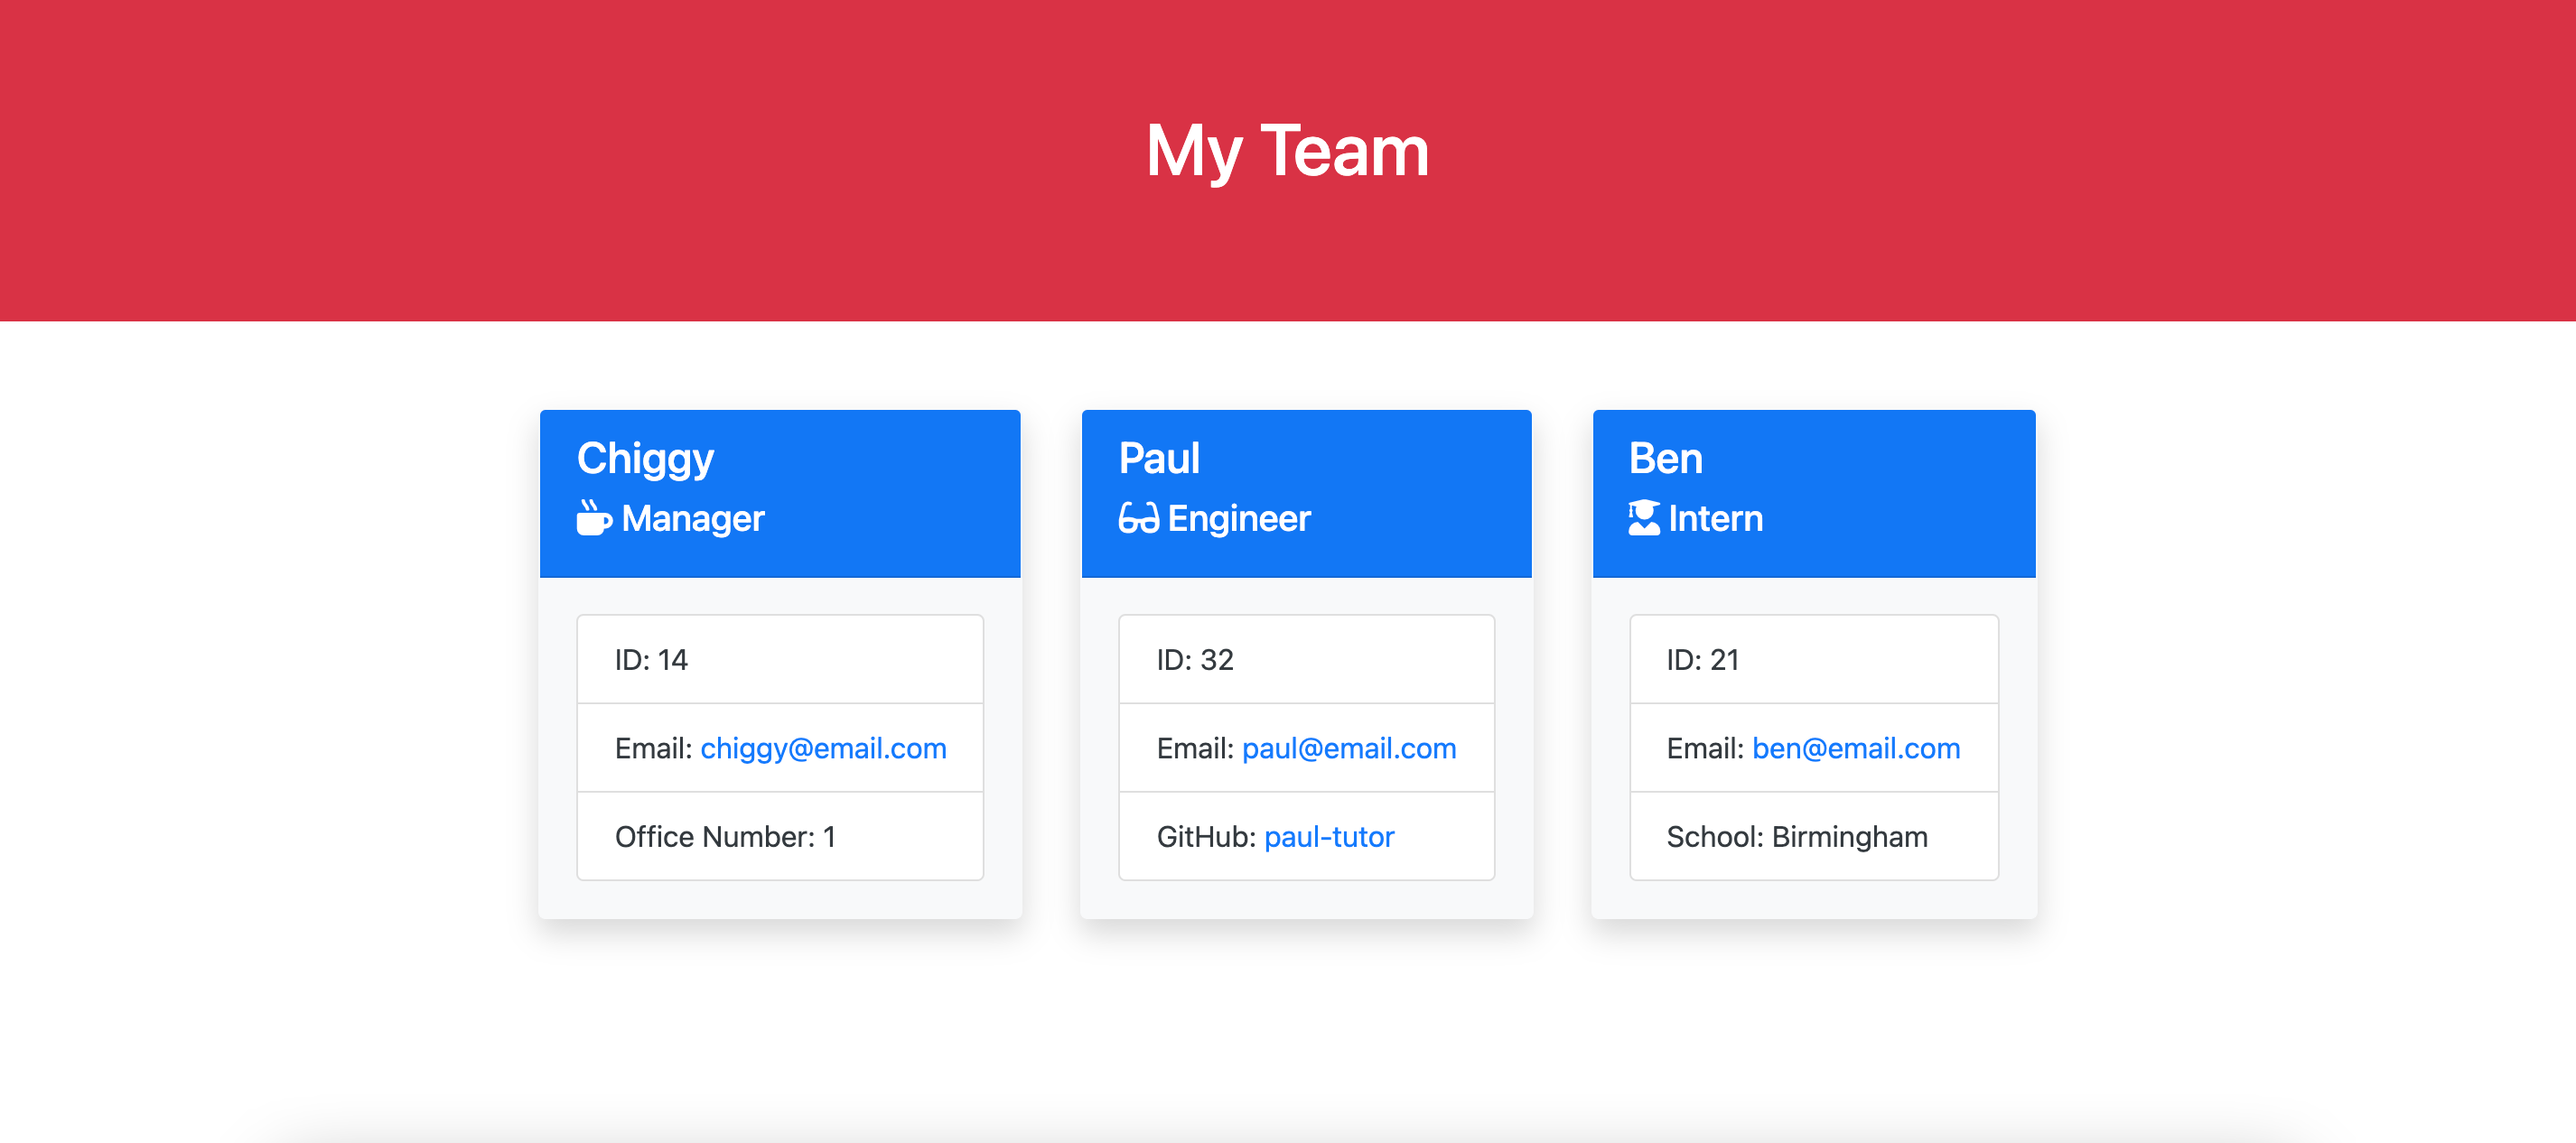 My Team
Chiggy
Manager
ID: 14
Email: chiggy@email.com
Office Number: 1
Paul
Engineer
ID: 32
Email: paul@email.com
GitHub: paul-tutor
Ben
Intern
ID: 21
Email: ben@email.com
School: Birmingham